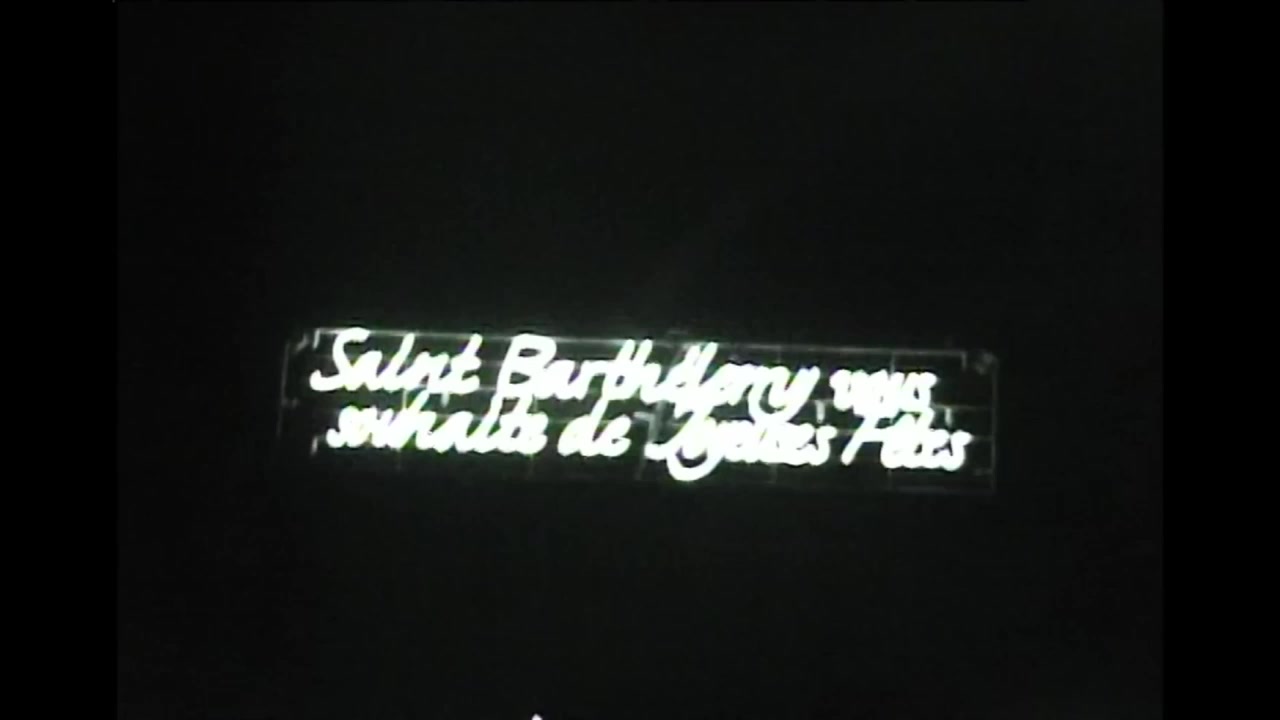 Saint Barthélemy vous
souhaite de Joyeuses Fêtes